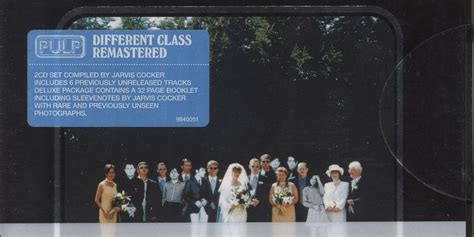 PULP
DIFFERENT CLASS
REMASTERED
2CD SET COMPILED BY JARVIS COCKER
INCLUDES 6 PREVIOUSLY UNRELEASED TRACKS
DELUXE PACKAGE CONTAINS A 32 PAGE BOOKLET
INCLUDING SLEEVENOTES BY JARVIS COCKER
WITH RARE AND PREVIOUSLY UNSEEN
PHOTOGRAPHS.
9840051